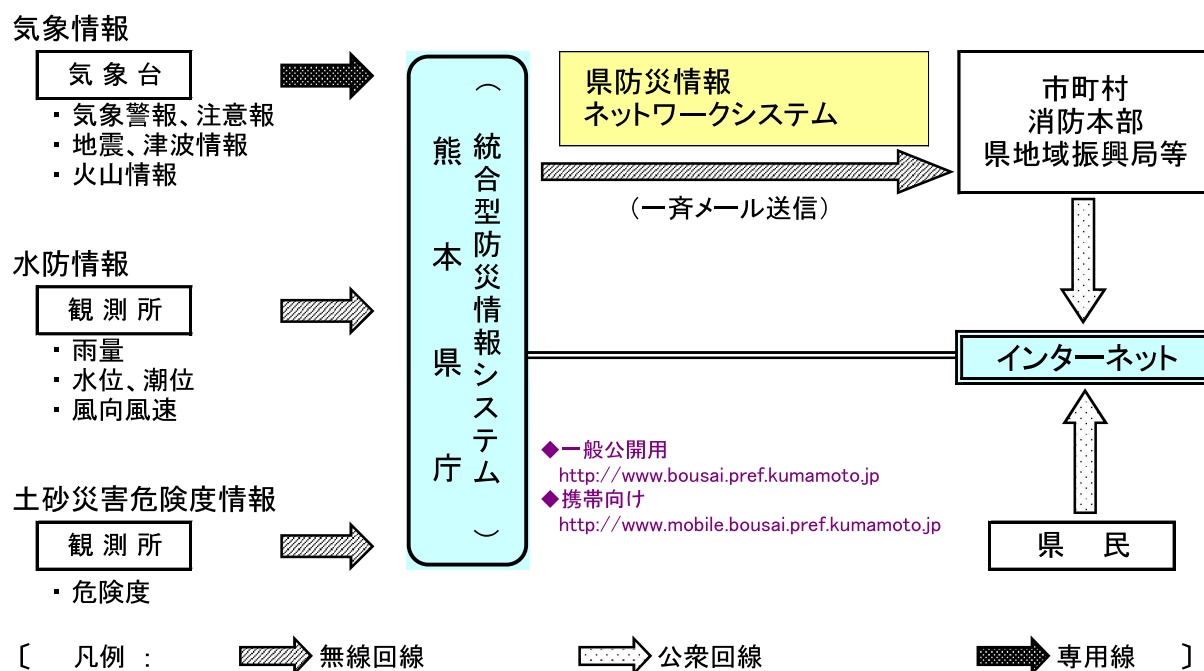 気象情報
気象台
・ 気象警報、注意報
・ 地震、津波情報
・ 火山情報
水防情報
観測所
・ 雨量
・ 水位、潮位
・ 風向風速
土砂災害危険度情報
観測所
・ 危険度
熊本県庁
（統合型防災情報システム）
県防災情報
ネットワークシステム
（一斉メール送信）
市町村
消防本部
県地域振興局等
インターネット
◆一般公開用
http://www.bousai.pref.kumamoto.jp
◆携帯向け
http://www.mobile.bousai.pref.kumamoto.jp
県 民
〔 凡例 : 無線回線 公衆回線 専用線 〕